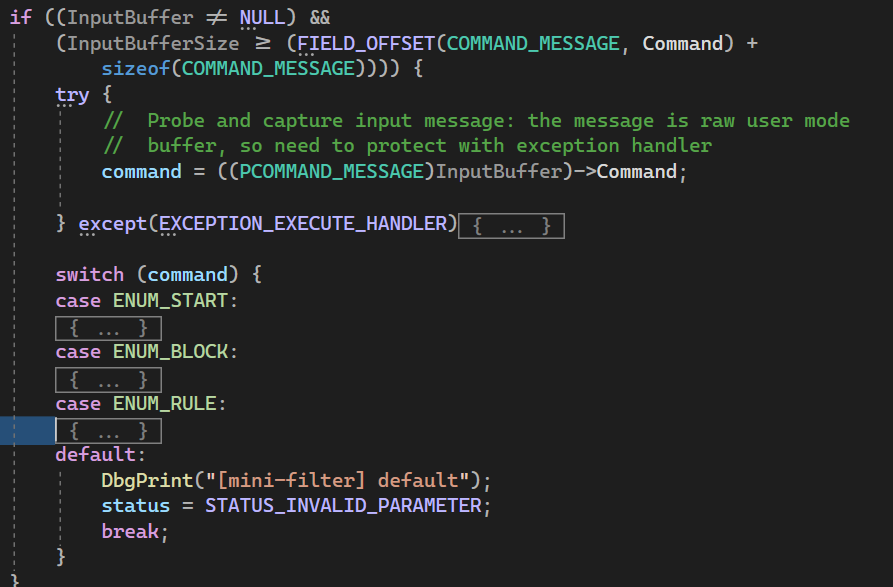 if ((InputBuffer ≠ NULL) &&
(InputBufferSize ≥ (FIELD_OFFSET(COMMAND_MESSAGE, Command) +
sizeof(COMMAND_MESSAGE)))) {
try {
// Probe and capture input message: the message is raw user mode
// buffer, so need to protect with exception handler
command = ((PCOMMAND_MESSAGE)InputBuffer)->Command;
} except(EXCEPTION_EXECUTE_HANDLER){ ... }
switch (command) {
case ENUM_START:
{ ... }
case ENUM_BLOCK:
{ ... }
case ENUM_RULE:
{ ... }
default:
DbgPrint("[mini-filter] default");
status = STATUS_INVALID_PARAMETER;
break;
}
}